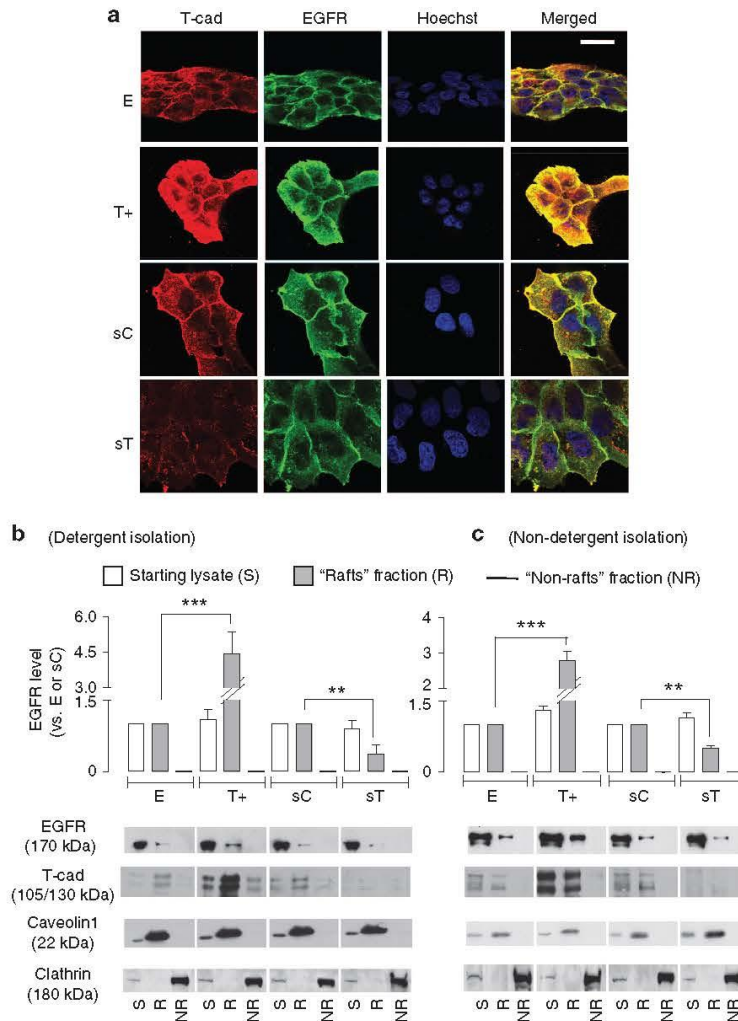 a
T-cad EGFR Hoechst Merged
E
T+
sC
sT
b (Detergent isolation)
c (Non-detergent isolation)
Starting lysate (S) "Rafts" fraction (R) "Non-rafts" fraction (NR)
EGFR level
(vs. E or sC)
6.0
4.5
3.0
1.5
0
***
**
E T+ sC sT
4
3
2
1.5
0
***
**
E T+ sC sT
EGFR
(170 kDa)
T-cad
(105/130 kDa)
Caveolin1
(22 kDa)
Clathrin
(180 kDa)
S R NR S R NR S R NR S R NR
S R NR S R NR S R NR S R NR